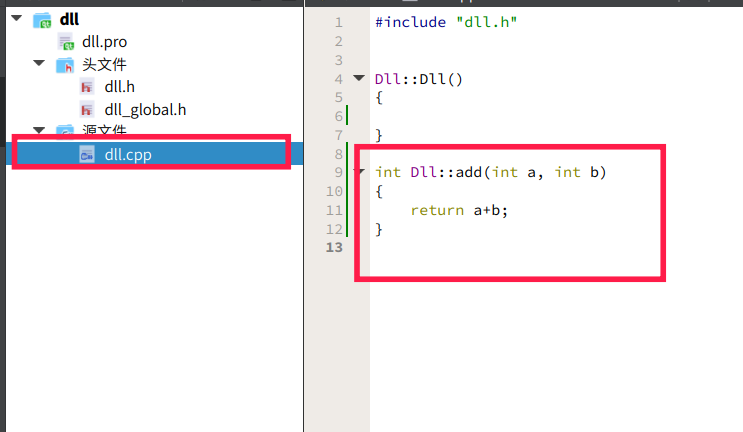 dll
dll.pro
头文件
dll.h
dll_global.h
源文件
dll.cpp
1 #include "dll.h"
2
3
4 Dll::Dll()
5 {
6
7 }
8
9 int Dll::add(int a, int b)
10 {
11     return a+b;
12 }
13